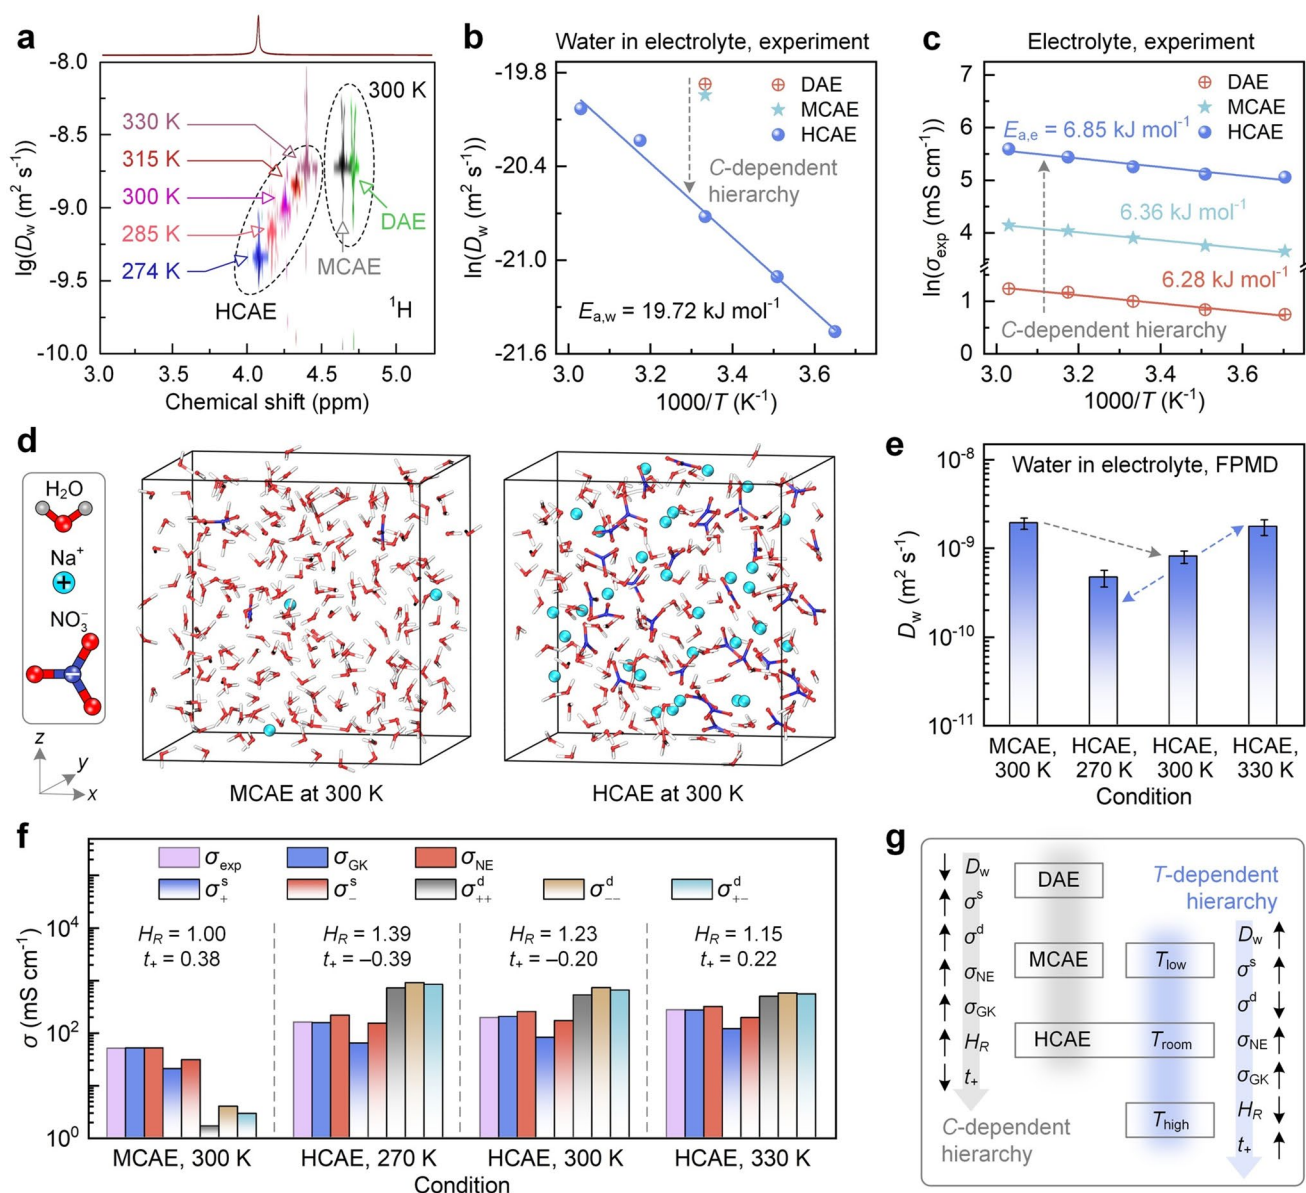 a
-8.0
-8.5
-9.0
-9.5
-10.0
lg(Dw (m² s⁻¹))
330 K
315 K
300 K
285 K
274 K
300 K
DAE
MCAE
HCAE
¹H
3.0
4.0
4.5
5.0
Chemical shift (ppm)
b
Water in electrolyte, experiment
-19.8
-20.4
-21.0
-21.6
ln(Dw (m² s⁻¹))
DAE
MCAE
HCAE
C-dependent
hierarchy
Ea,w = 19.72 kJ mol⁻¹
3.0
3.2
3.4
3.6
1000/T (K⁻¹)
c
Electrolyte, experiment
7
6
5
4
1
0
ln(σexp) (mS cm⁻¹))
DAE
MCAE
HCAE
Ea,e = 6.85 kJ mol⁻¹
6.36 kJ mol⁻¹
6.28 kJ mol⁻¹
C-dependent hierarchy
3.0
3.2
3.4
3.6
1000/T (K⁻¹)
d
H₂O
Na⁺
+
NO₃⁻
z
y
x
MCAE at 300 K
HCAE at 300 K
e
Water in electrolyte, FPMD
10⁻⁸
10⁻⁹
10⁻¹⁰
10⁻¹¹
Dw (m² s⁻¹)
MCAE, 300 K
HCAE, 270 K
HCAE, 300 K
HCAE, 330 K
Condition
f
σexp
σGK
σNE
σ₊ˢ
σ₋ˢ
σ₊₊ᵈ
σ₋₋ᵈ
σ₊₋ᵈ
10⁴
10²
10⁰
σ (mS cm⁻¹)
HR = 1.00
t₊ = 0.38
HR = 1.39
t₊ = –0.39
HR = 1.23
t₊ = –0.20
HR = 1.15
t₊ = 0.22
MCAE, 300 K
HCAE, 270 K
HCAE, 300 K
HCAE, 330 K
Condition
g
Dw
σˢ
σᵈ
σNE
σGK
HR
t₊
C-dependent
hierarchy
DAE
MCAE
HCAE
Tlow
Troom
Thigh
T-dependent
hierarchy
Dw
σˢ
σᵈ
σNE
σGK
HR
t₊